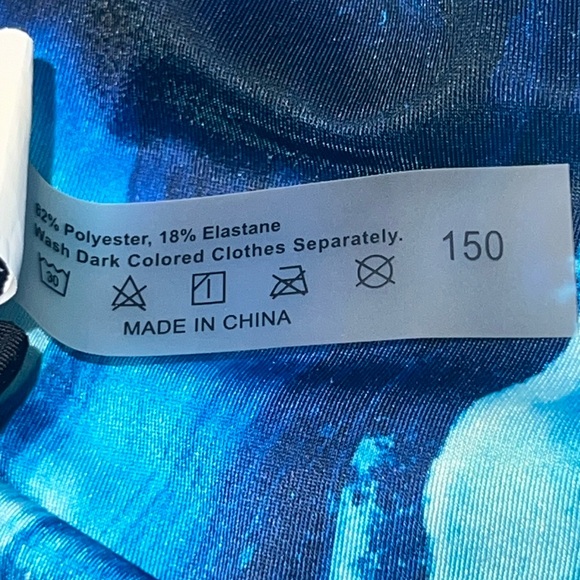 82% Polyester, 18% Elastane
Wash Dark Colored Clothes Separately.
150
30
MADE IN CHINA